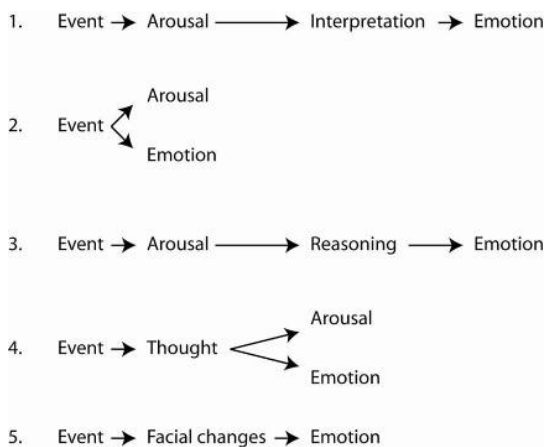 1. Event Arousal Interpretation Emotion
Arousal
2. Event
Emotion
3. Event Arousal Reasoning Emotion
Arousal
4. Event Thought
Emotion
5. Event Facial changes Emotion